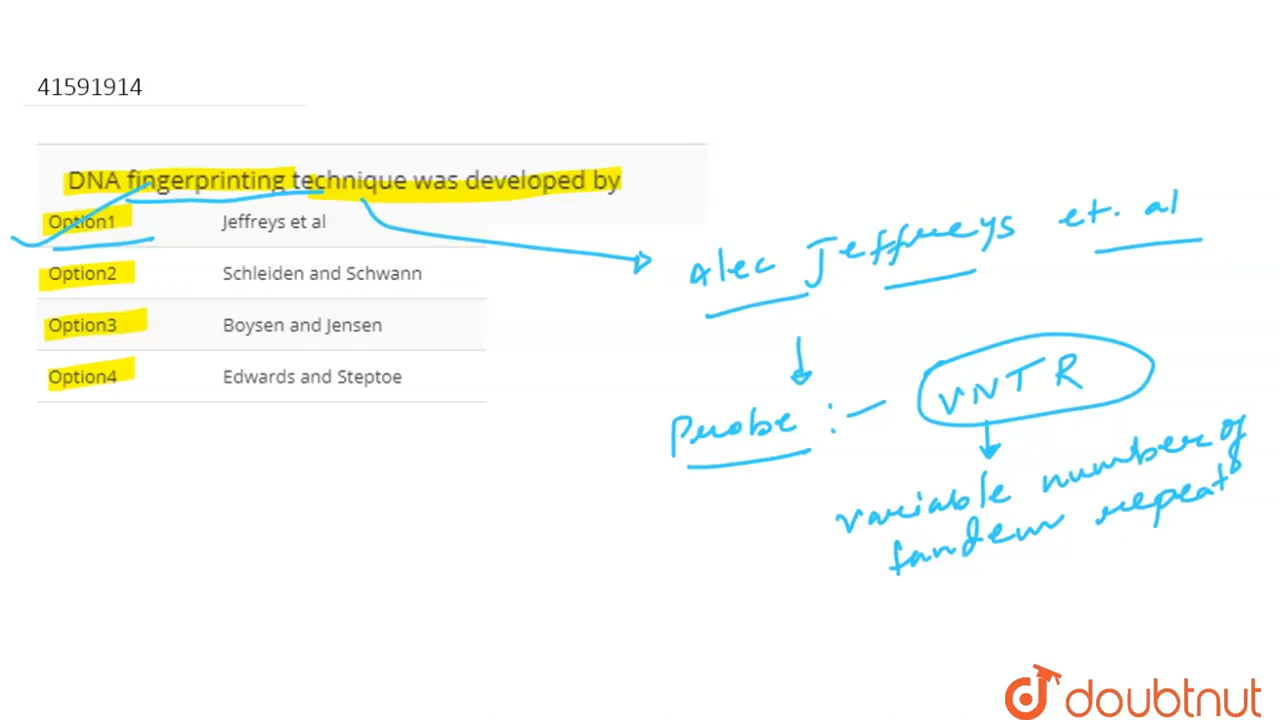 41591914
DNA fingerprinting technique was developed by
Option1 Jeffreys et al
Option2 Schleiden and Schwann
Option3 Boysen and Jensen
Option4 Edwards and Steptoe
Alec Jeffreys et. al
Probe :- VNTR
variable number of
tandem repeat
doubtnut